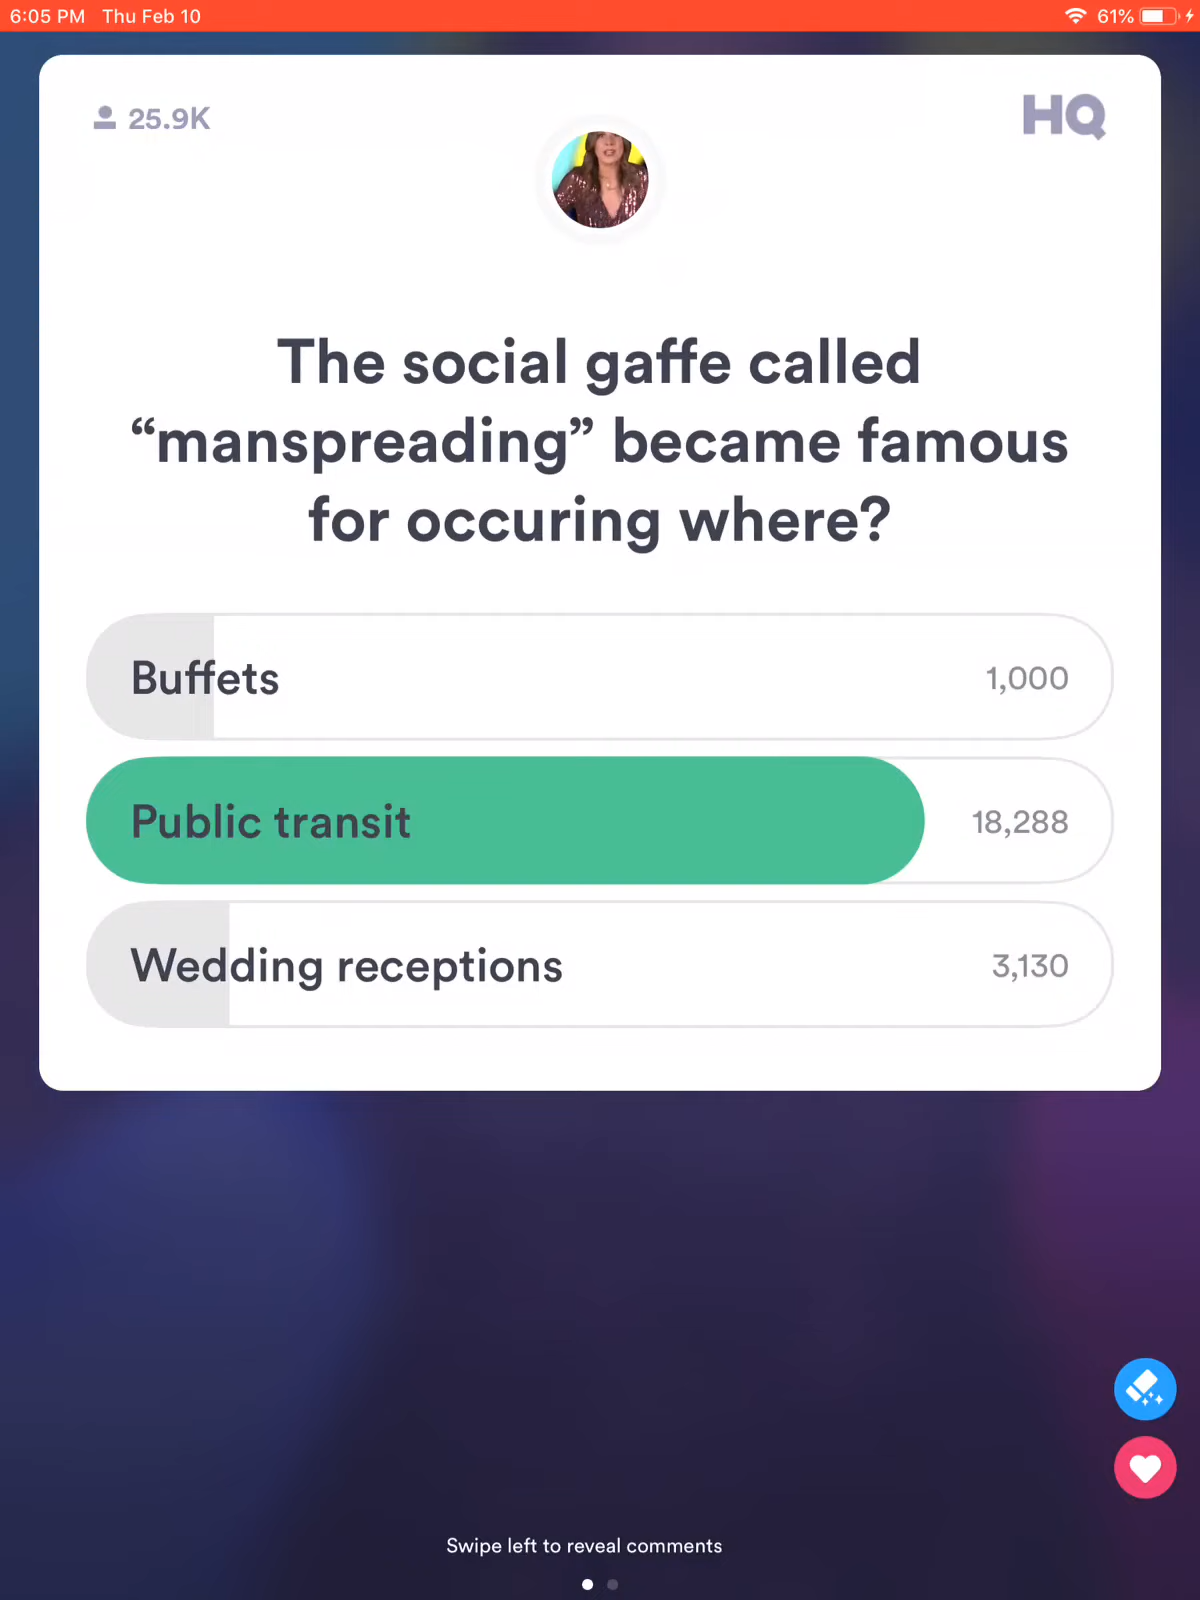 6:05 PM Thu Feb 10 61%
25.9K HQ
The social gaffe called
“manspreading” became famous
for occuring where?
Buffets 1,000
Public transit 18,288
Wedding receptions 3,130
Swipe left to reveal comments